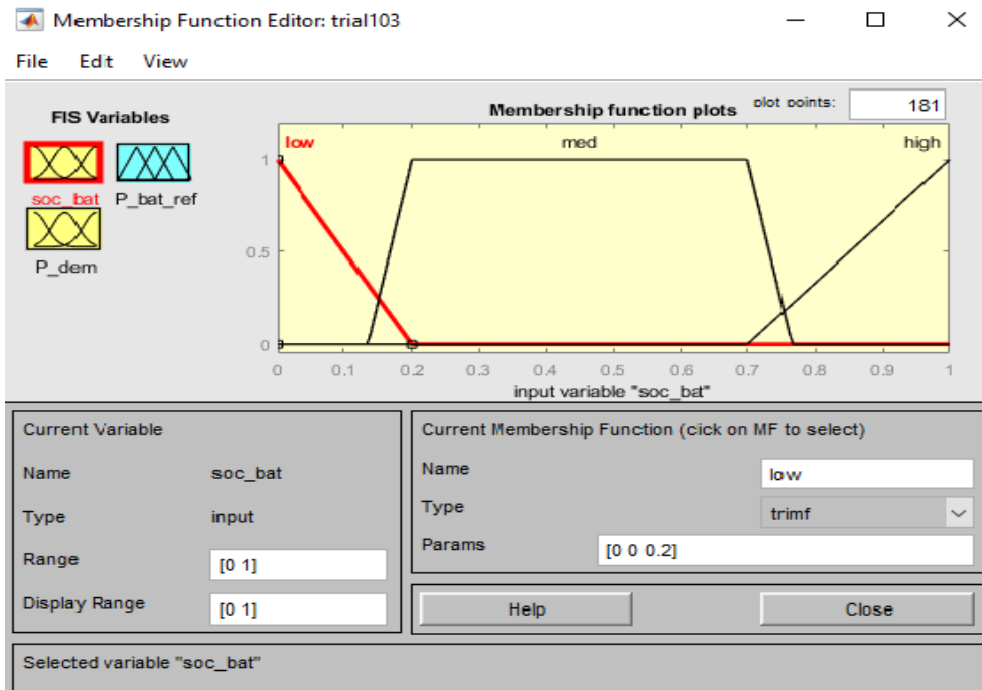 Membership Function Editor: trial103
File Edit View
FIS Variables
soc_bat P_bat_ref
P_dem
Membership function plots plot points: 181
low med high
1
0.5
0
0 0.1 0.2 0.3 0.4 0.5 0.6 0.7 0.8 0.9 1
input variable "soc_bat"
Current Variable
Name soc_bat
Type input
Range [0 1]
Display Range [0 1]
Current Membership Function (click on MF to select)
Name low
Type trimf
Params [0 0 0.2]
Help Close
Selected variable "soc_bat"